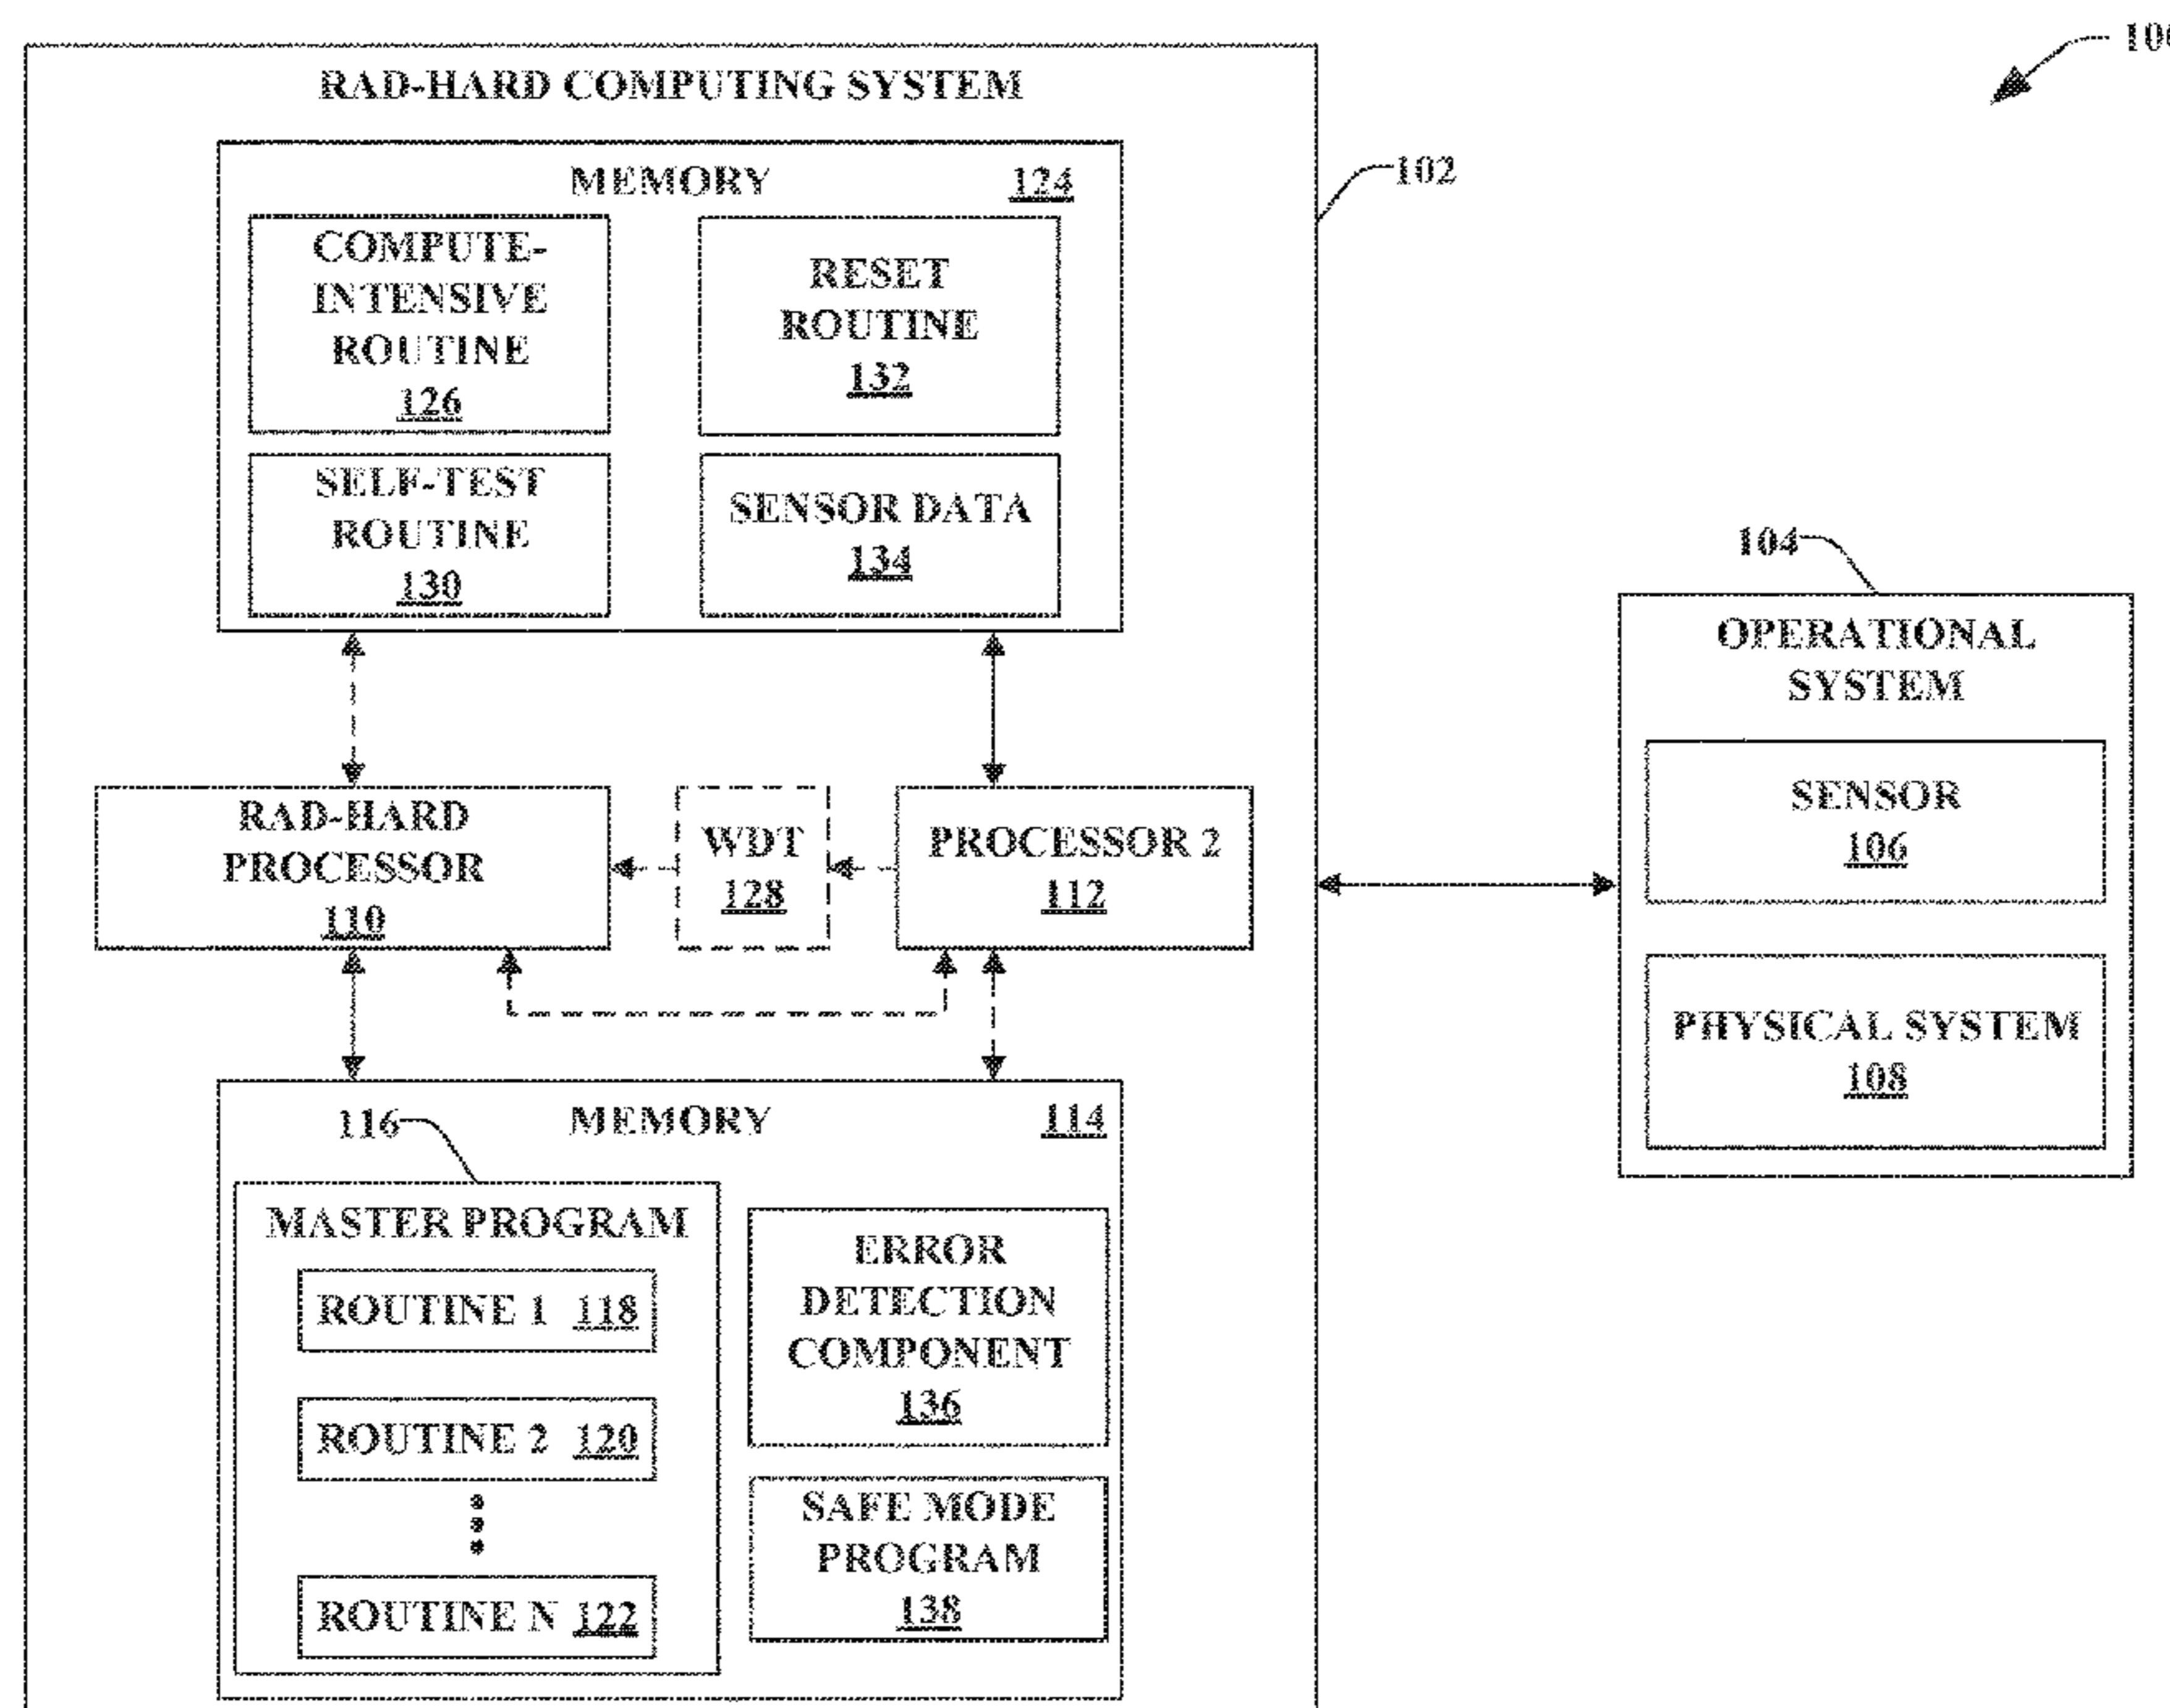 100
RAD-HARD COMPUTING SYSTEM
102
MEMORY 124
COMPUTE-
INTENSIVE
ROUTINE
126
RESET
ROUTINE
132
SELF-TEST
ROUTINE
130
SENSOR DATA
134
104
OPERATIONAL
SYSTEM
SENSOR
106
PHYSICAL SYSTEM
108
RAD-HARD
PROCESSOR
110
WDT
128
PROCESSOR 2
112
MEMORY 114
116
MASTER PROGRAM
ROUTINE 1 118
ROUTINE 2 120
ROUTINE N 122
ERROR
DETECTION
COMPONENT
136
SAFE MODE
PROGRAM
138